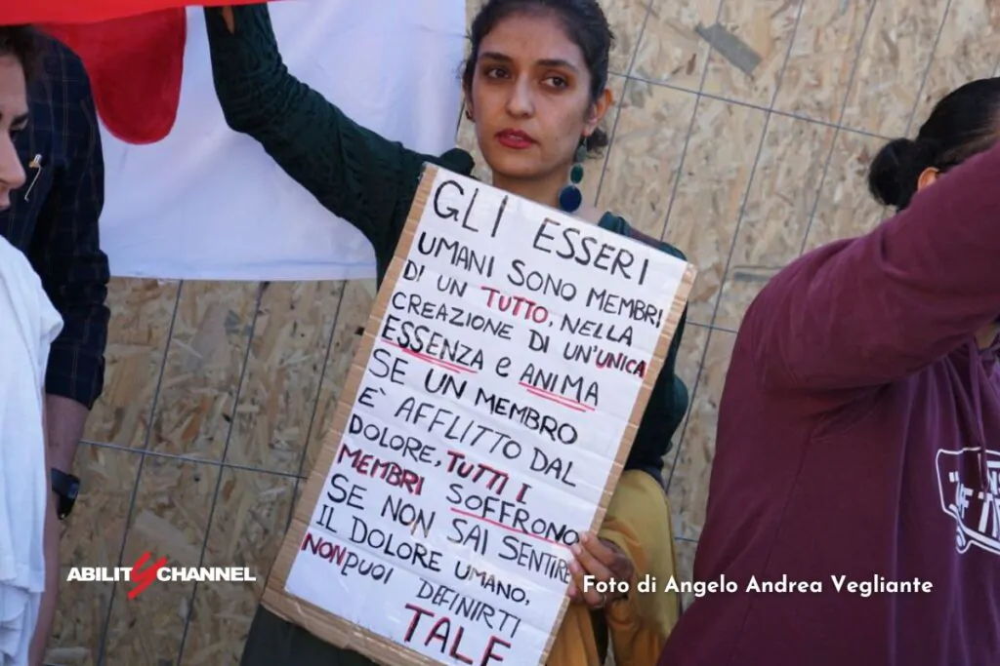 GLI ESSERI
UMANI SONO MEMBRI
DI UN TUTTO, NELLA
CREAZIONE DI UN'UNICA
ESSENZA e ANIMA
SE UN MEMBRO
E' AFFLITTO DAL
DOLORE, TUTTI I
MEMBRI SOFFRONO
SE NON SAI SENTIRE
IL DOLORE UMANO,
NON PUOI DEFINIRTI
TALE
ABILITYCHANNEL
Foto di Angelo Andrea Vegliante